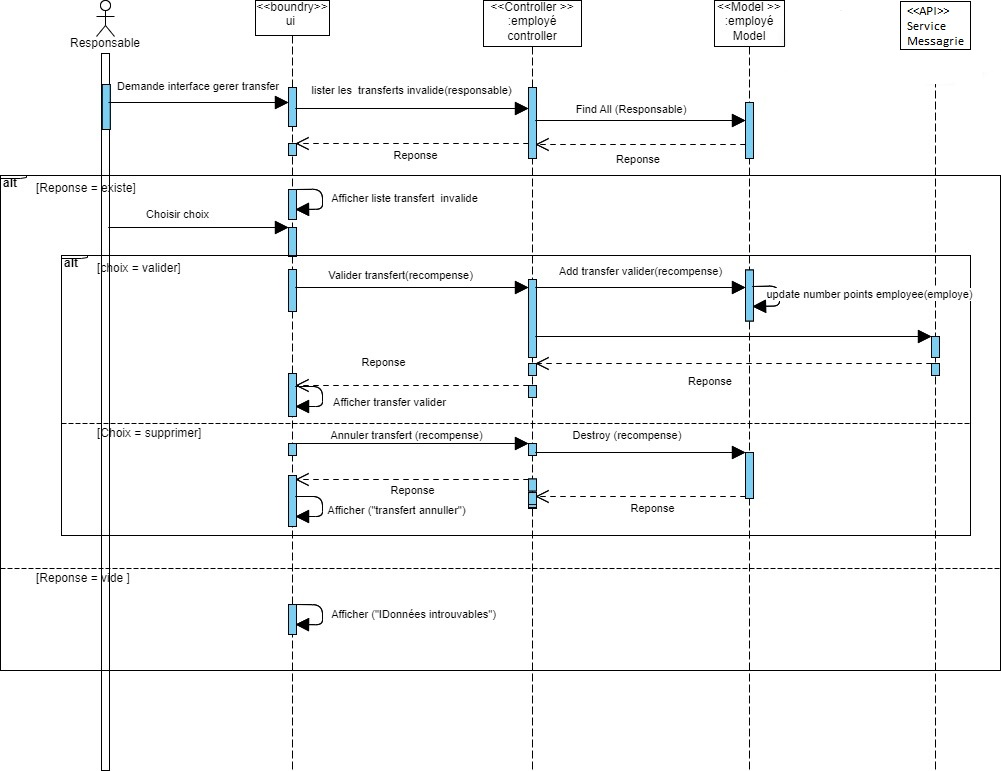 <<boundry>>
ui
<<Controller >>
:employé
controller
<<Model >>
:employé
Model
<<API>>
Service
Messagrie
Responsable
Demande interface gerer transfer
lister les transferts invalide(responsable)
Find All (Responsable)
Reponse
Reponse
alt
[Reponse = existe]
Afficher liste transfert invalide
Choisir choix
alt
[choix = valider]
Valider transfert(recompense)
Add transfer valider(recompense)
update number points employee(employe)
Reponse
Reponse
Afficher transfer valider
[Choix = supprimer]
Annuler transfert (recompense)
Destroy (recompense)
Reponse
Reponse
Afficher ("transfert annuller")
[Reponse = vide ]
Afficher ("IDonnées introuvables")